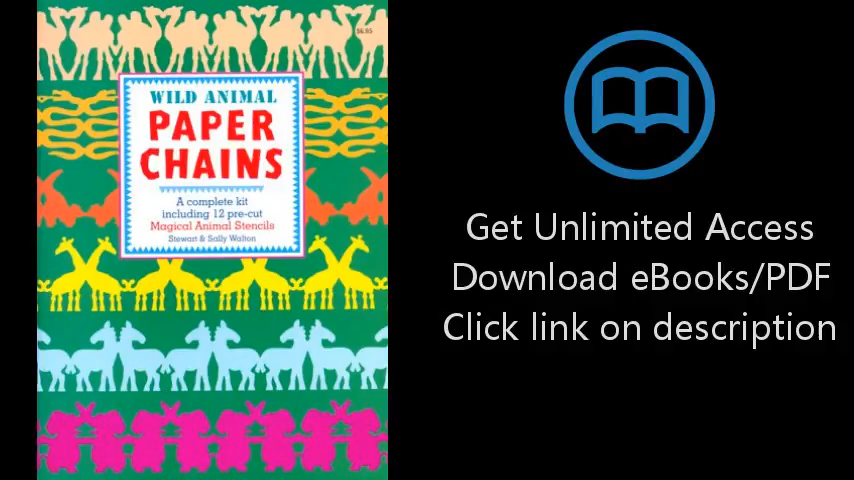 $6.95
WILD ANIMAL
PAPER
CHAINS
A complete kit
including 12 pre-cut
Magical Animal Stencils
Stewart & Sally Walton
Get Unlimited Access
Download eBooks/PDF
Click link on description